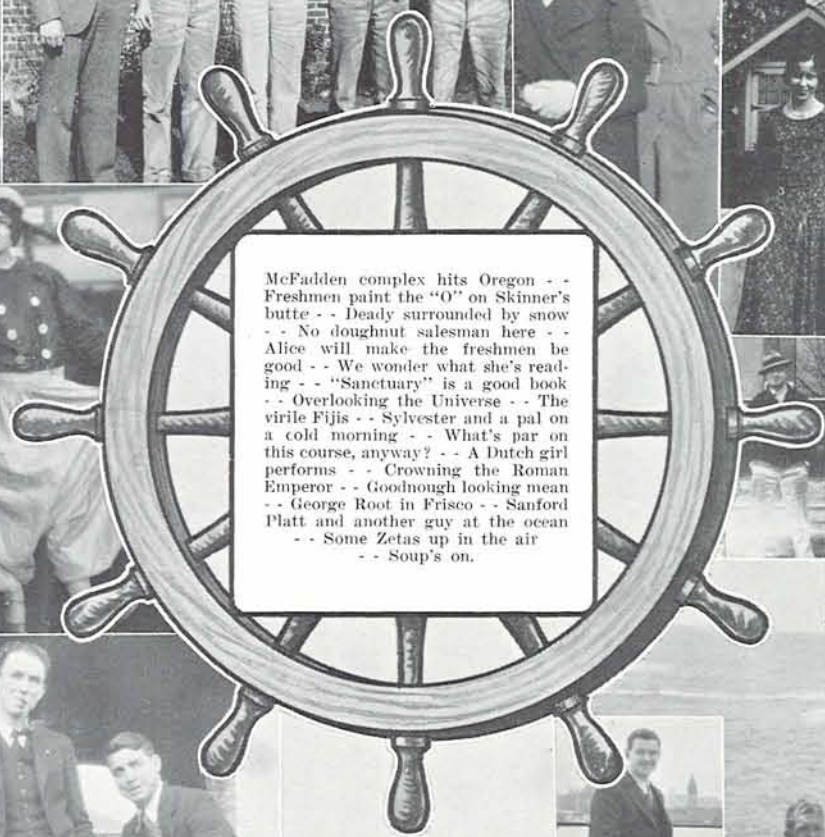 McFadden complex hits Oregon - -
Freshmen paint the "O" on Skinner's
butte - - Deady surrounded by snow
- - No doughnut salesman here - -
Alice will make the freshmen be
good - - We wonder what she's read-
ing - - "Sanctuary" is a good book
- - Overlooking the Universe - - The
virile Fijis - - Sylvester and a pal on
a cold morning - - What's par on
this course, anyway? - - A Dutch girl
performs - - Crowning the Roman
Emperor - - Goodnough looking mean
- - George Root in Frisco - - Sanford
Platt and another guy at the ocean
- - Some Zetas up in the air
- - Soup's on.